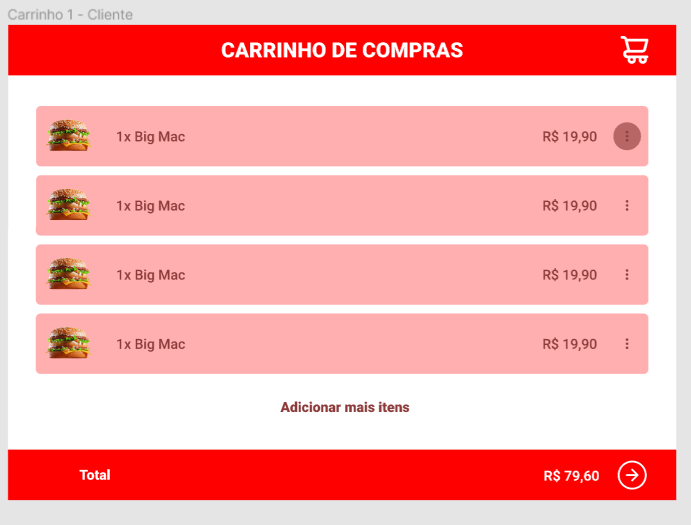 Carrinho 1 - Cliente
CARRINHO DE COMPRAS
1x Big Mac R$ 19,90
1x Big Mac R$ 19,90
1x Big Mac R$ 19,90
1x Big Mac R$ 19,90
Adicionar mais itens
Total R$ 79,60